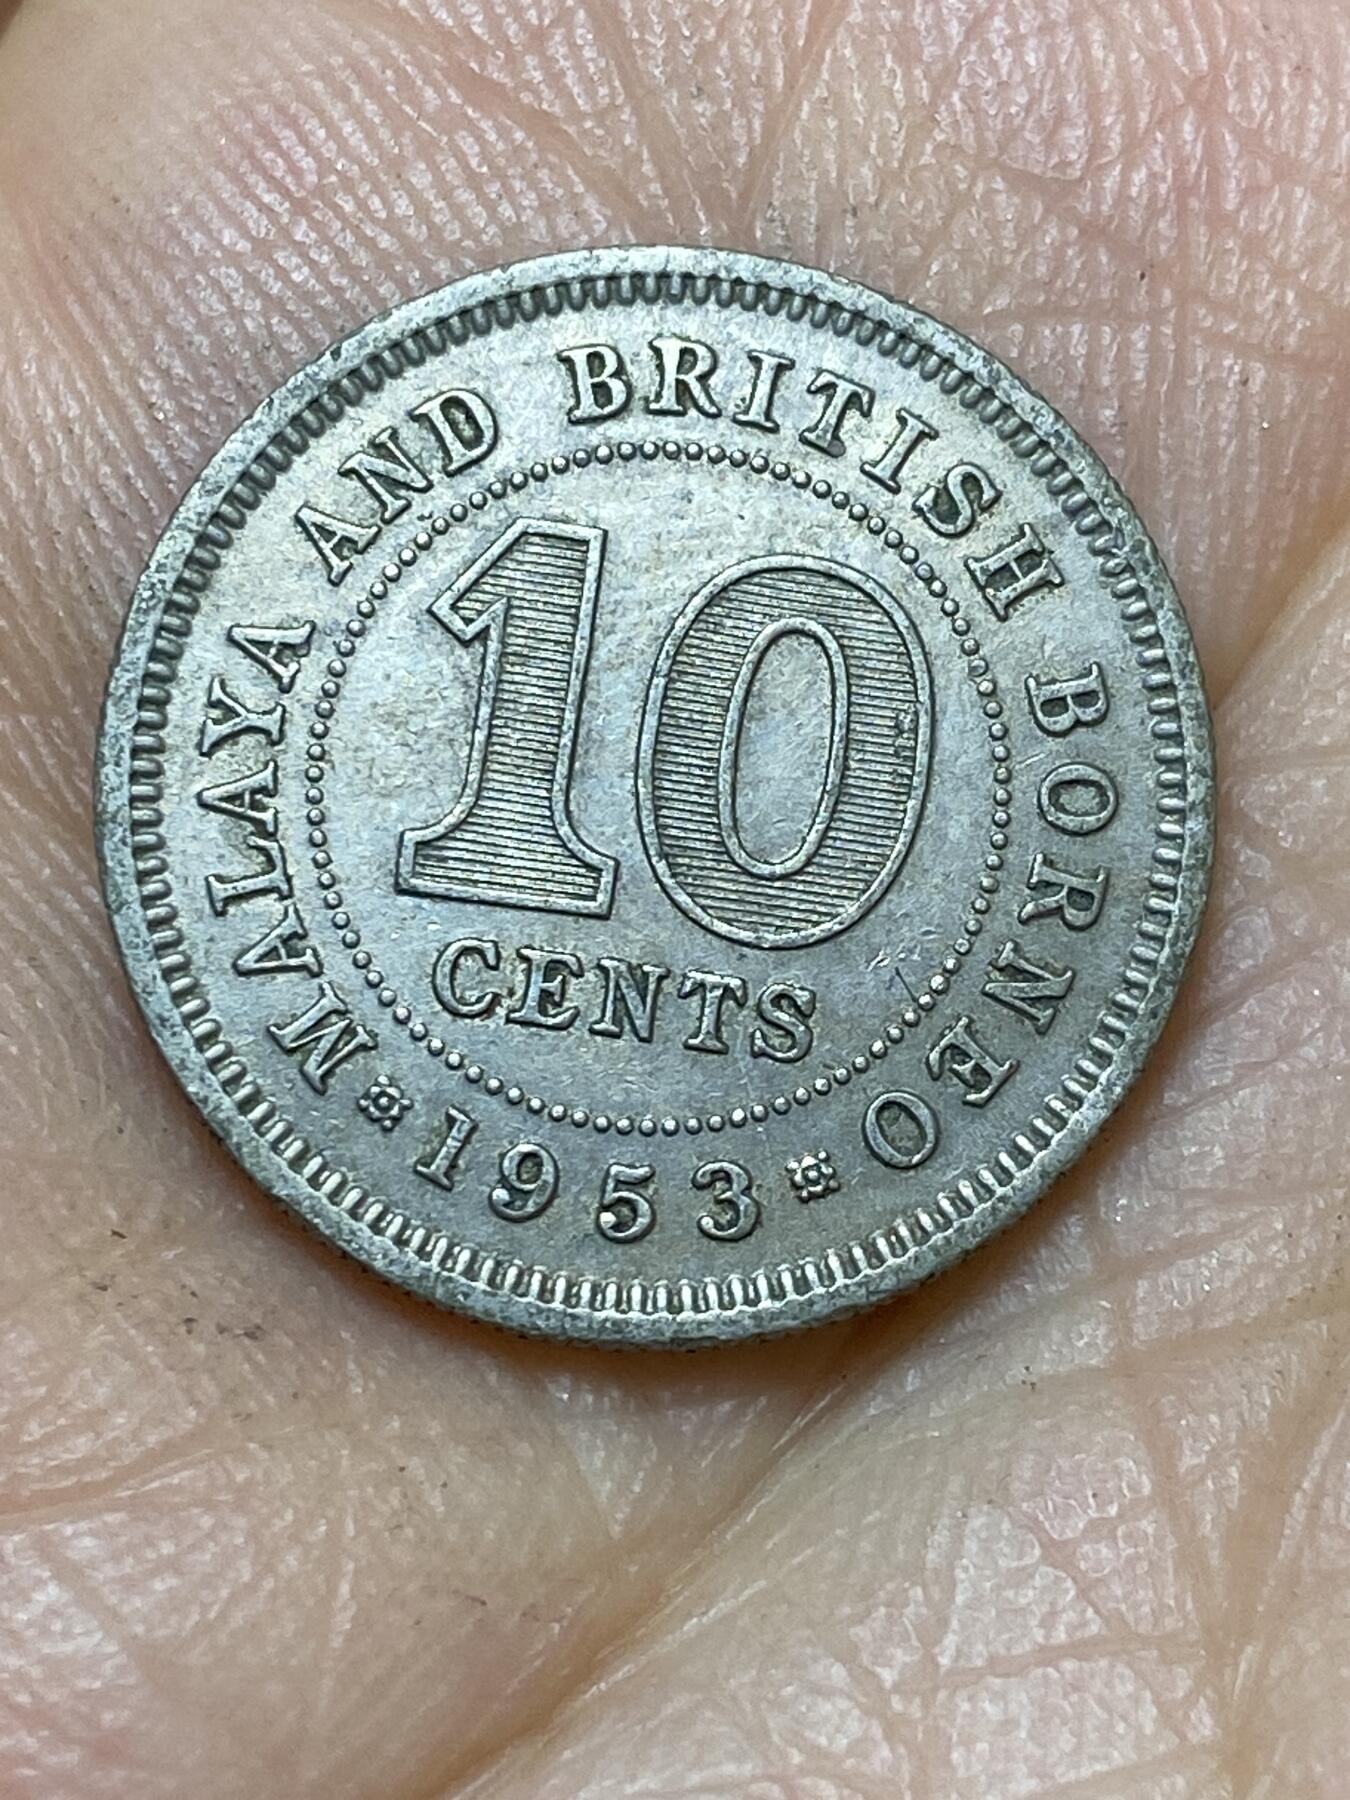 MALAYA AND BRITISH BORNEO
10
CENTS
1953